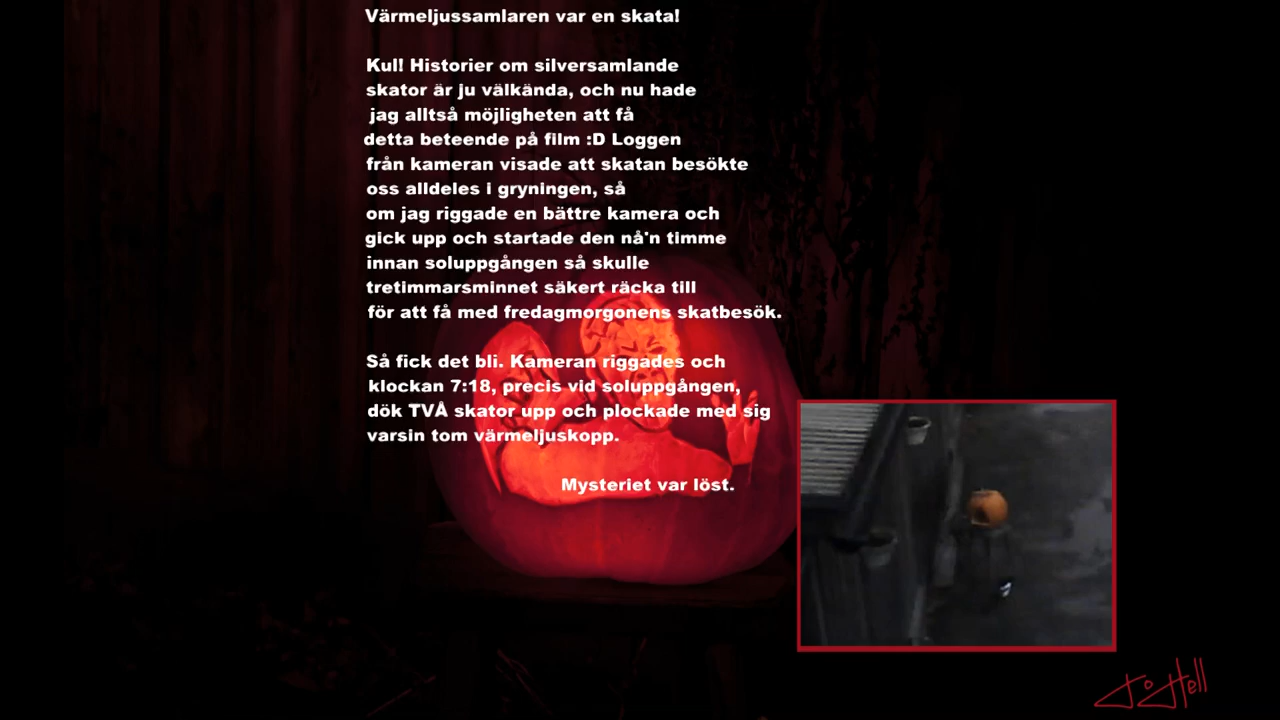 Värmeljussamlaren var en skata!
Kul! Historier om silversamlande
skator är ju välkända, och nu hade
jag alltså möjligheten att få
detta beteende på film :D Loggen
från kameran visade att skatan besökte
oss alldeles i gryningen, så
om jag riggade en bättre kamera och
gick upp och startade den nå'n timme
innan soluppgången så skulle
tretimmarsminnet säkert räcka till
för att få med fredagmorgonens skatbesök.
Så fick det bli. Kameran riggades och
klockan 7:18, precis vid soluppgången,
dök TVÅ skator upp och plockade med sig
varsin tom värmeljuskopp.
Mysteriet var löst.